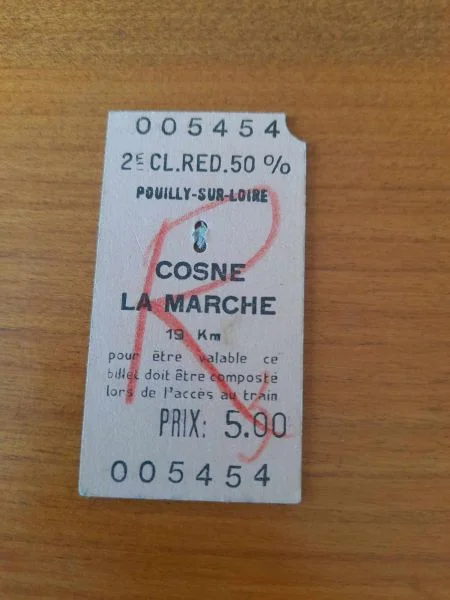 005454
2E CL.RED.50 %
POUILLY-SUR-LOIRE
COSNE
LA MARCHE
19 Km
pour être valable ce
billet doit être composté
lors de l'accès au train
PRIX: 5.00
R
005454